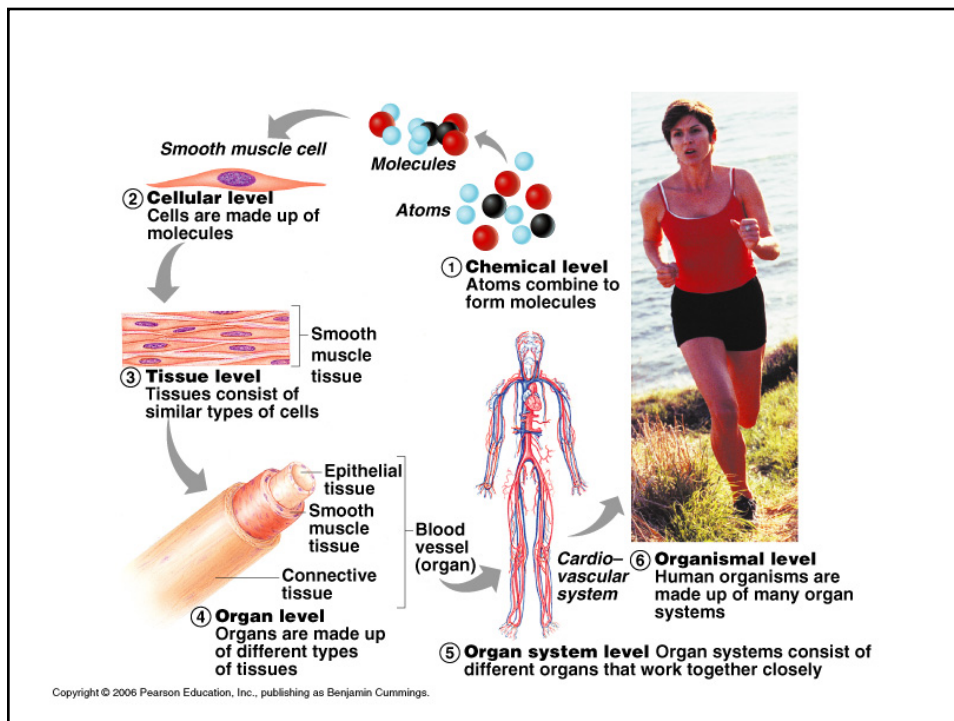 Smooth muscle cell
Molecules
Atoms
① Chemical level
Atoms combine to
form molecules
② Cellular level
Cells are made up of
molecules
Smooth
muscle
tissue
③ Tissue level
Tissues consist of
similar types of cells
Epithelial
tissue
Smooth
muscle
tissue
Connective
tissue
Blood
vessel
(organ)
④ Organ level
Organs are made up
of different types
of tissues
Cardio–
vascular
system
⑤ Organ system level Organ systems consist of
different organs that work together closely
⑥ Organismal level
Human organisms are
made up of many organ
systems
Copyright © 2006 Pearson Education, Inc., publishing as Benjamin Cummings.